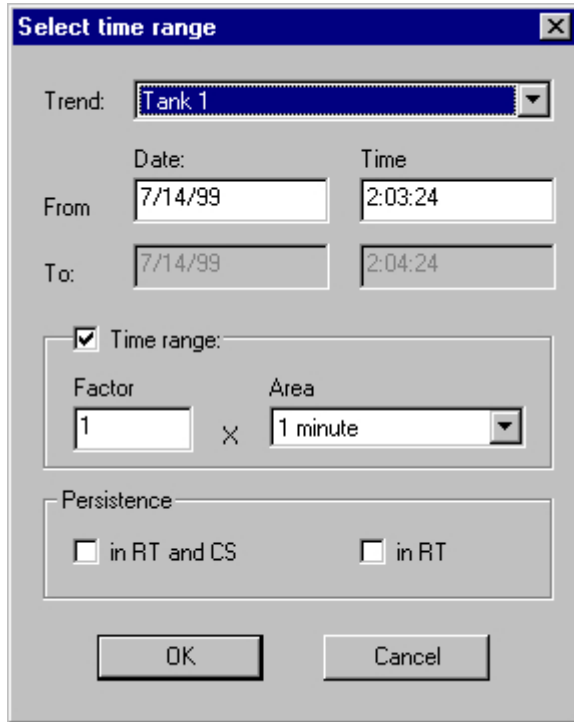 Select time range
Trend: Tank 1
Date: Time
From 7/14/99 2:03:24
To: 7/14/99 2:04:24
Time range:
Factor Area
1 X 1 minute
Persistence
in RT and CS in RT
OK Cancel